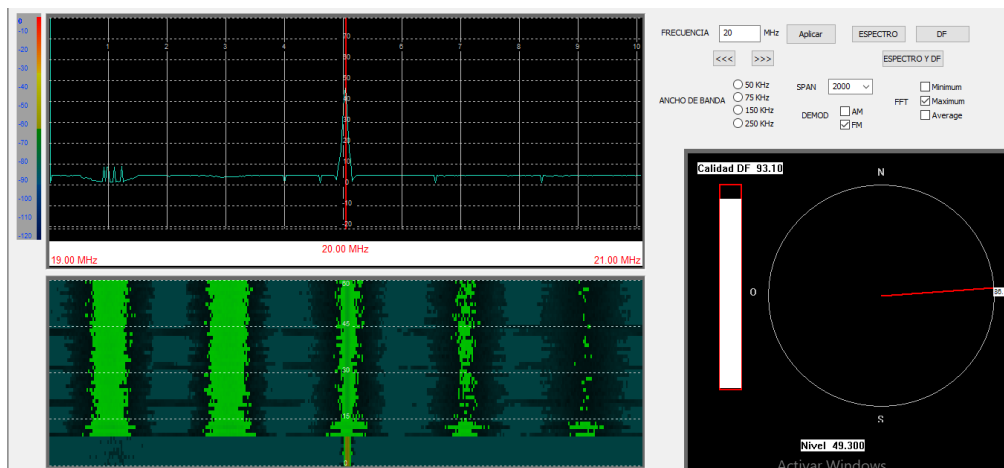 0
-10
-20
-30
-40
-50
-60
-70
-80
-90
-100
-110
-120
1 2 3 4 6 7 8 9 10
70
60
50
40
30
20
10
0
-10
-20
20.00 MHz
19.00 MHz 21.00 MHz
45
30
15
0
FRECUENCIA 20 MHz Aplicar ESPECTRO DF
<<< >>> ESPECTRO Y DF
ANCHO DE BANDA
50 KHz
75 KHz
150 KHz
250 KHz
SPAN 2000
DEMOD
AM
FM
FFT
Minimum
Maximum
Average
Calidad DF 93.10
N
O
S
Nivel 49.300
Activar Windows